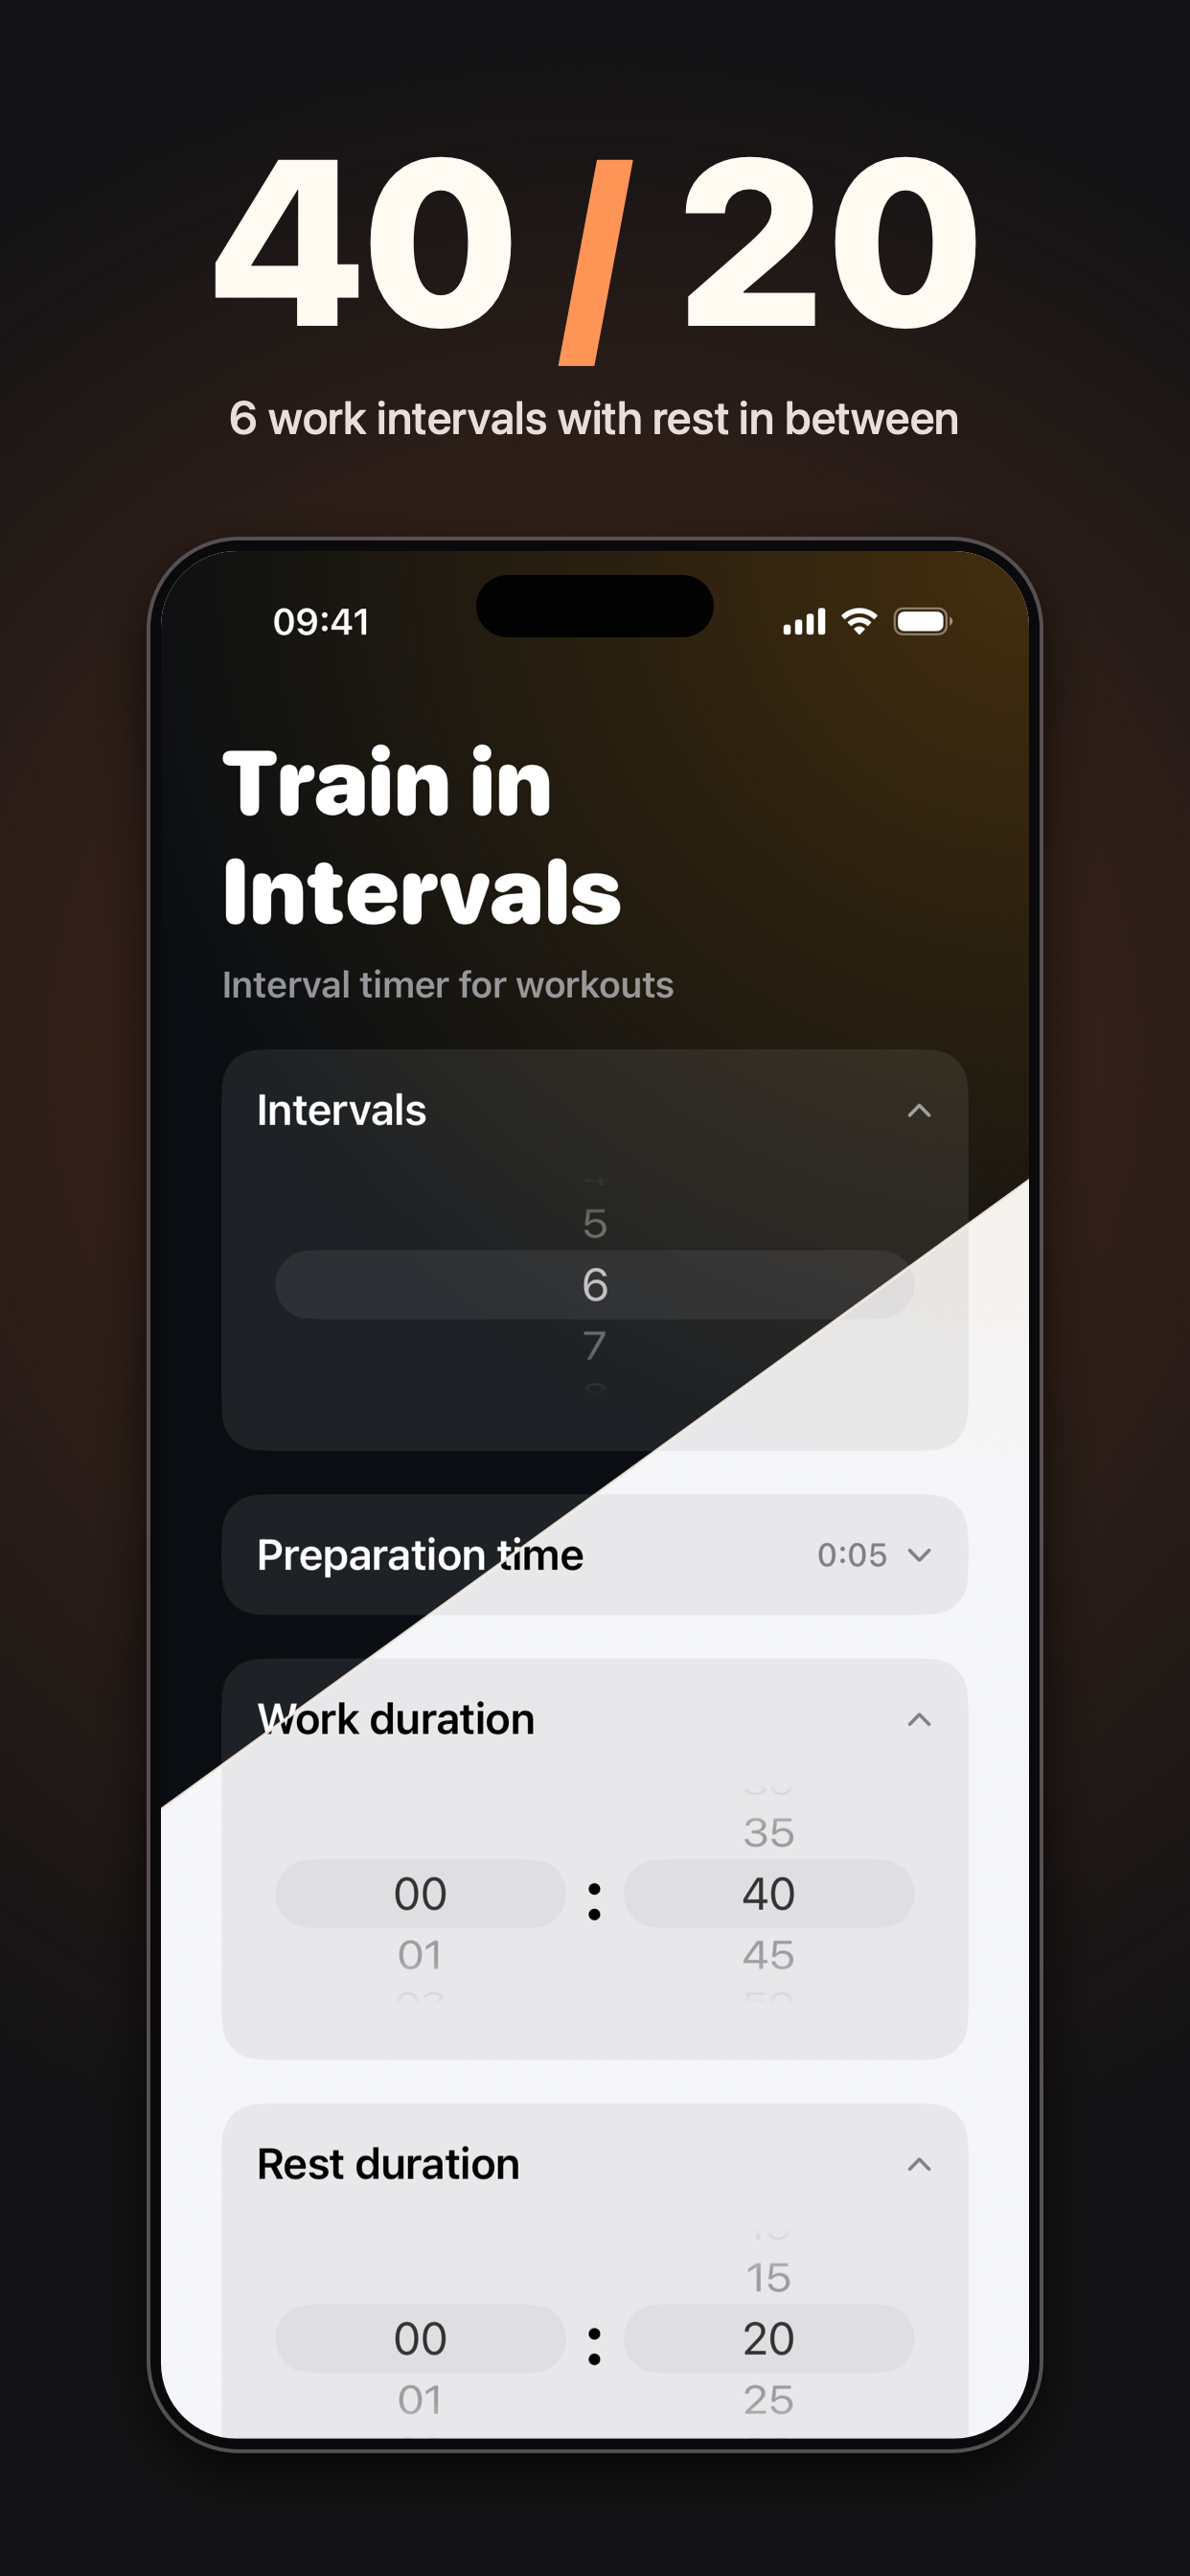 40 / 20
6 work intervals with rest in between
09:41
Train in
Intervals
Interval timer for workouts
Intervals
5
6
7
Preparation time 0:05
Work duration
35
00 : 40
01 45
Rest duration
15
00 : 20
01 25